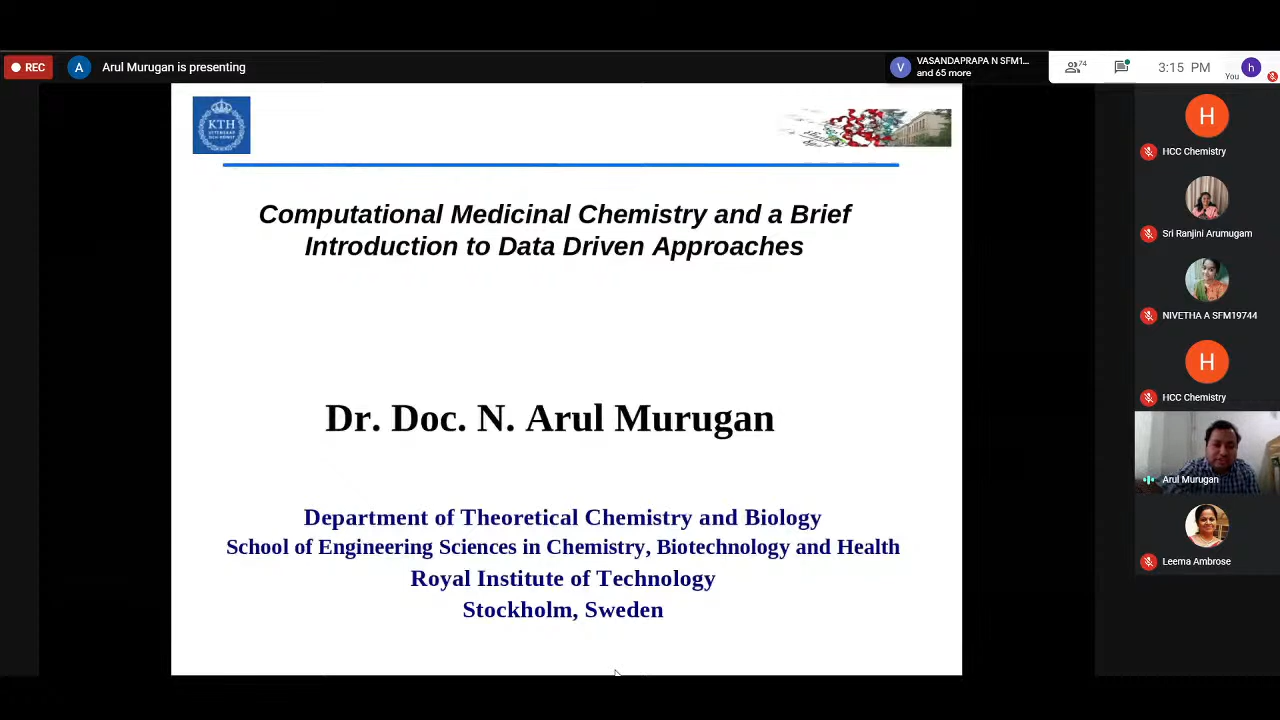 REC
A
Arul Murugan is presenting
V
VASANDAPRAPA N SFM1...
and 65 more
74
3:15 PM
You
h
KTH
Computational Medicinal Chemistry and a Brief
Introduction to Data Driven Approaches
Dr. Doc. N. Arul Murugan
Department of Theoretical Chemistry and Biology
School of Engineering Sciences in Chemistry, Biotechnology and Health
Royal Institute of Technology
Stockholm, Sweden
H
HCC Chemistry
Sri Ranjini Arumugam
NIVETHA A SFM19744
H
HCC Chemistry
Arul Murugan
Leema Ambrose